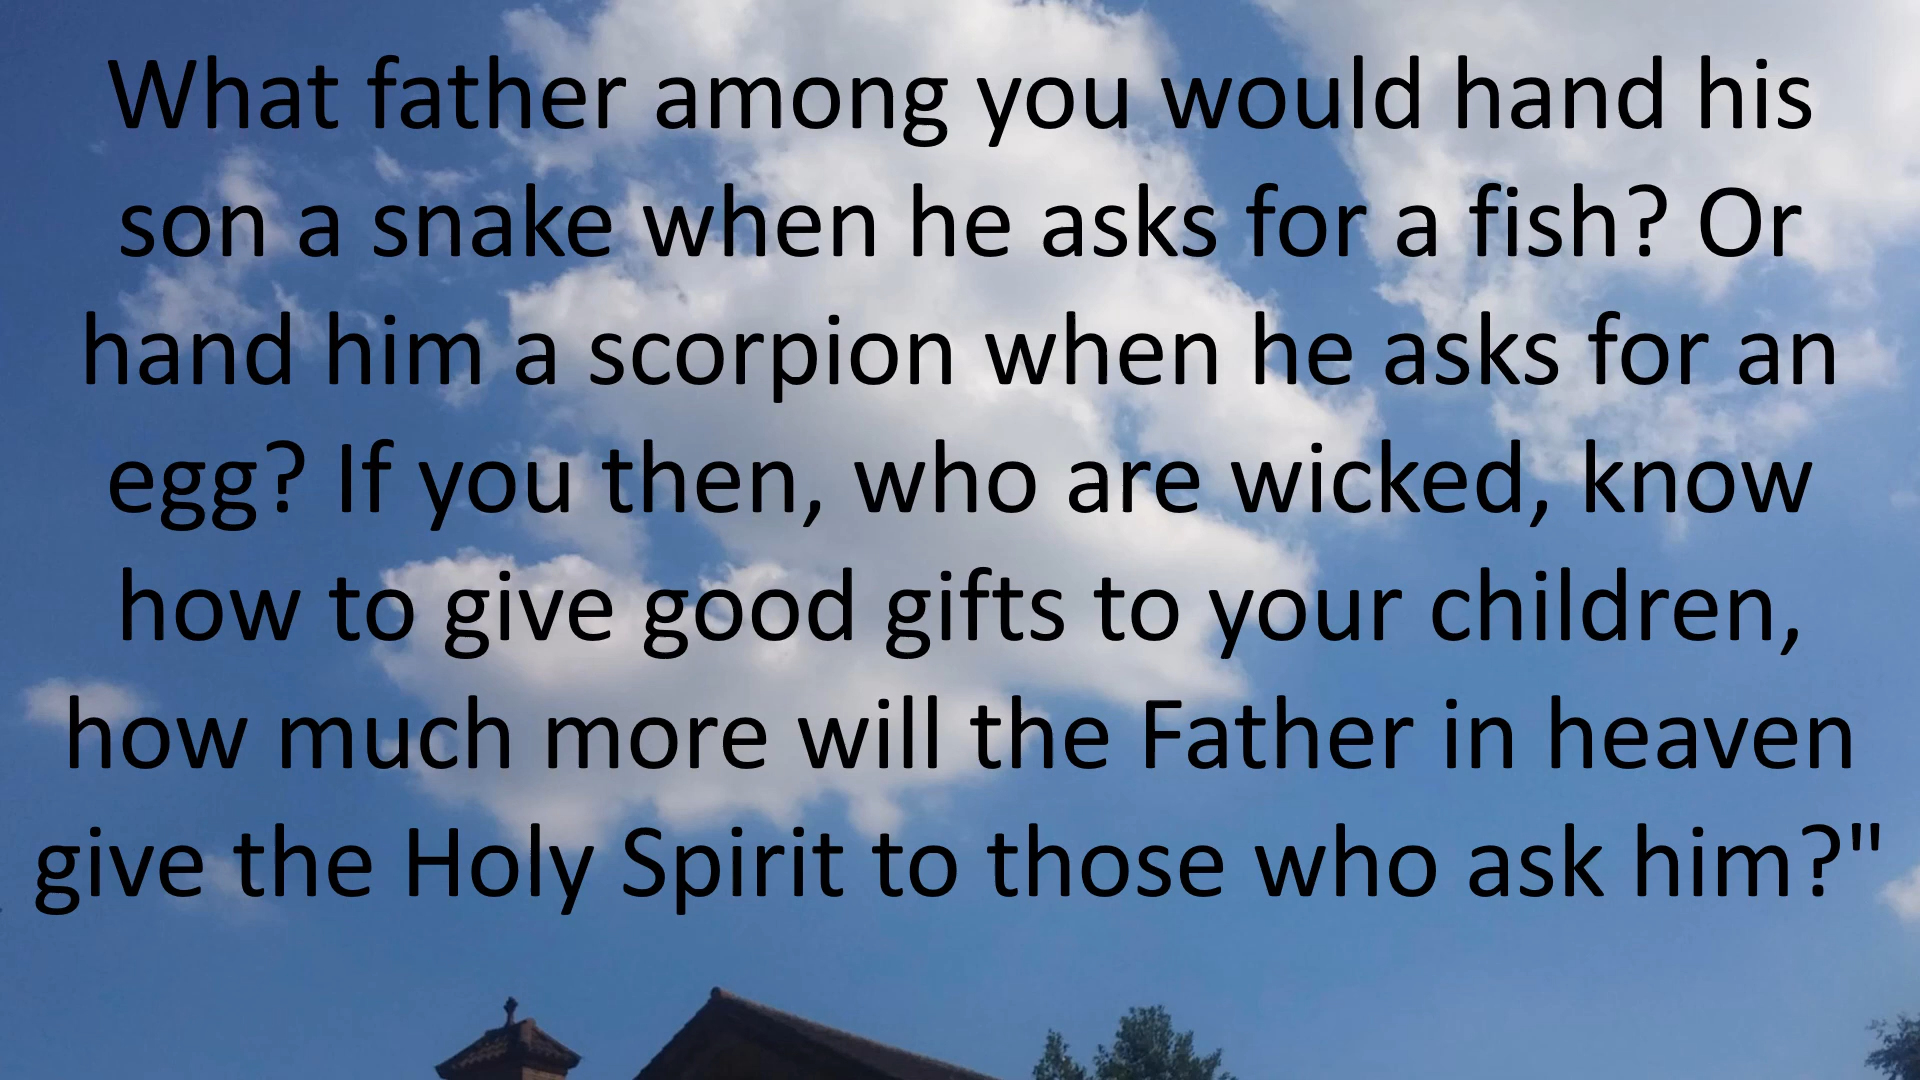 What father among you would hand his
son a snake when he asks for a fish? Or
hand him a scorpion when he asks for an
egg? If you then, who are wicked, know
how to give good gifts to your children,
how much more will the Father in heaven
give the Holy Spirit to those who ask him?"